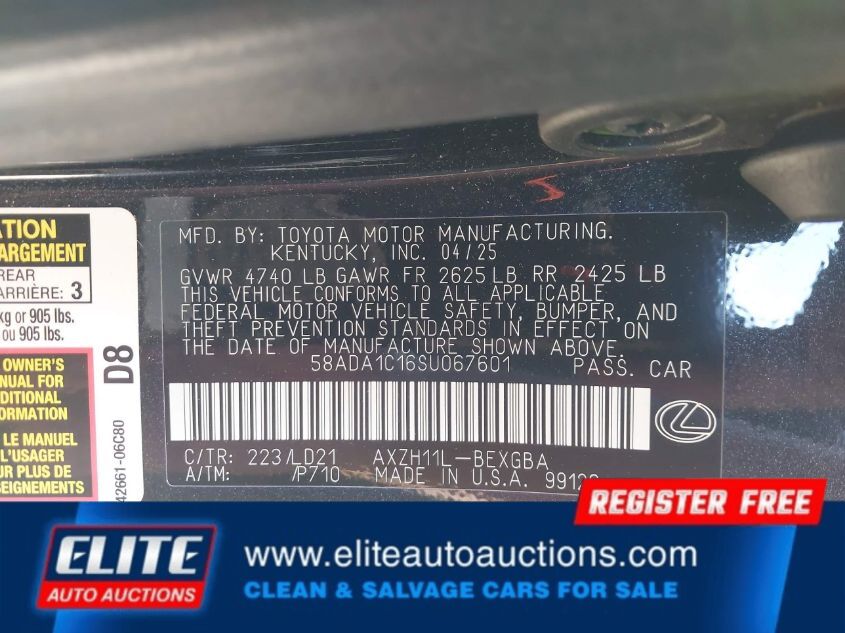 ATION
ARGEMENT
REAR
ARRIÈRE: 3
kg or 905 lbs.
ou 905 lbs.
OWNER'S
ANUAL FOR
DDITIONAL
ORMATION
LE MANUEL
L'USAGER
UR PLUS DE
SEIGNEMENTS
D8
42661-06C80
MFD. BY: TOYOTA MOTOR MANUFACTURING.
KENTUCKY, INC. 04/25
GVWR 4740 LB GAWR FR 2625 LB RR 2425 LB
THIS VEHICLE CONFORMS TO ALL APPLICABLE
FEDERAL MOTOR VEHICLE SAFETY, BUMPER, AND
THEFT PREVENTION STANDARDS IN EFFECT ON
THE DATE OF MANUFACTURE SHOWN ABOVE.
58ADA1C16SU067601 PASS. CAR
C/TR: 223/LD21 AXZH11L-BEXGBA
A/TM: /P710 MADE IN U.S.A.
REGISTER FREE
ELITE
AUTO AUCTIONS
www.eliteautoauctions.com
CLEAN & SALVAGE CARS FOR SALE